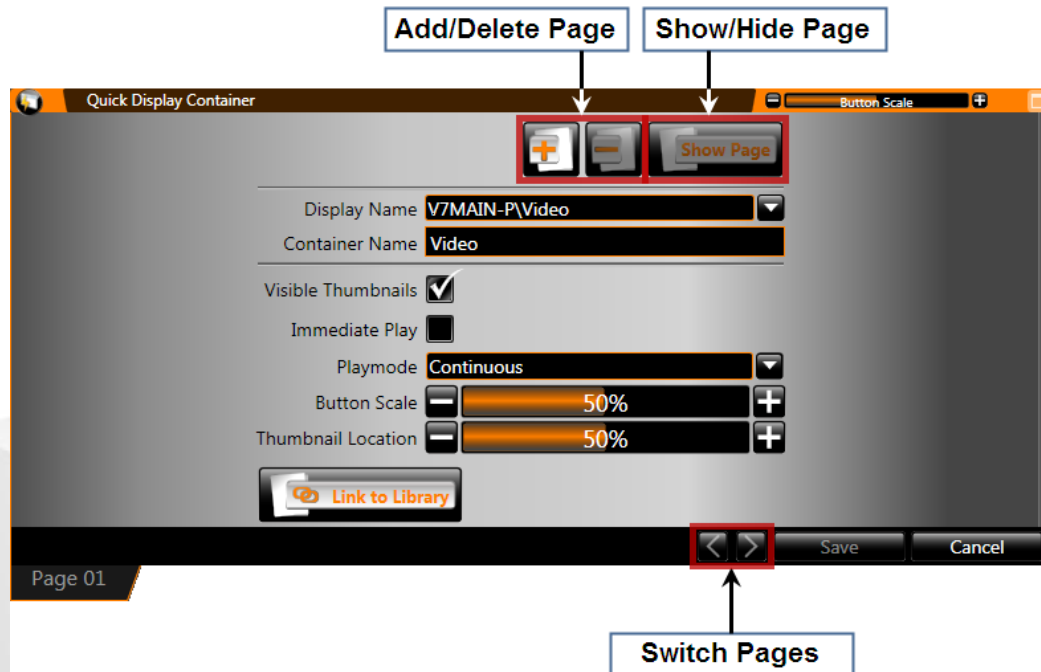 Add/Delete Page
Show/Hide Page
Quick Display Container
Button Scale
Show Page
Display Name V7MAIN-P\Video
Container Name Video
Visible Thumbnails
Immediate Play
Playmode Continuous
Button Scale 50%
Thumbnail Location 50%
Link to Library
Save
Cancel
Page 01
Switch Pages